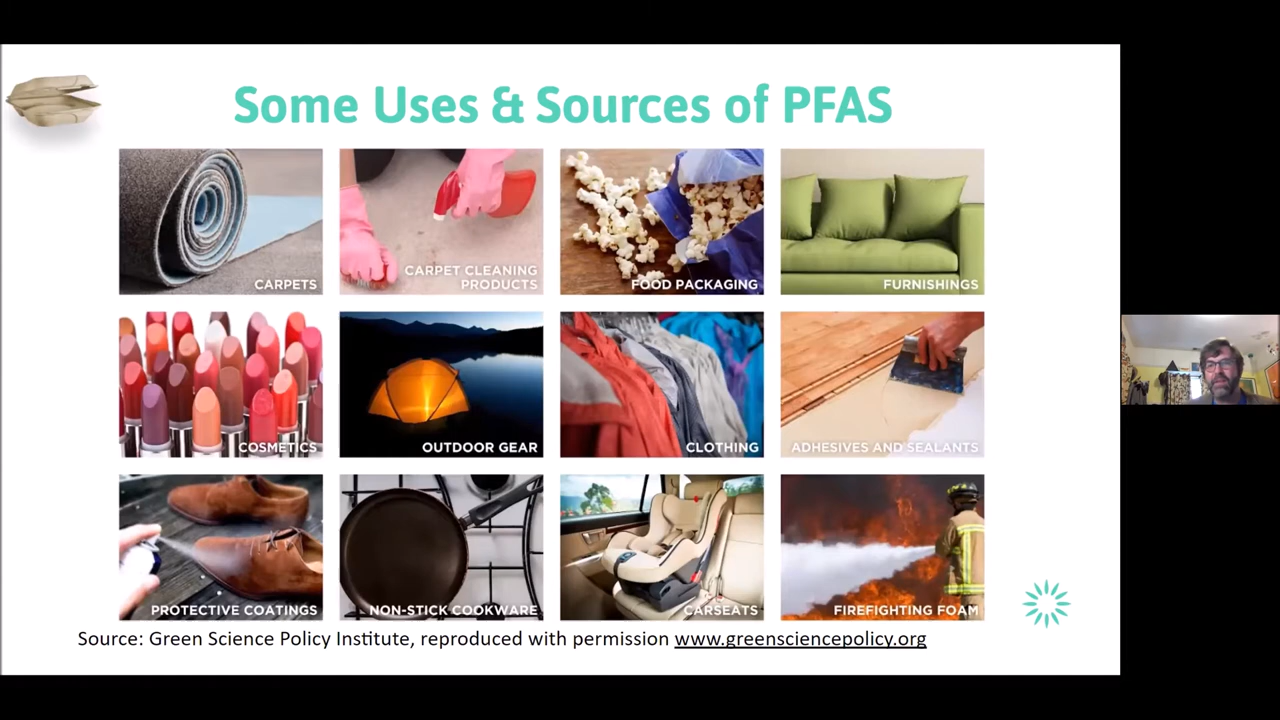 Some Uses & Sources of PFAS
CARPETS
CARPET CLEANING
PRODUCTS
FOOD PACKAGING
FURNISHINGS
COSMETICS
OUTDOOR GEAR
CLOTHING
ADHESIVES AND SEALANTS
PROTECTIVE COATINGS
NON-STICK COOKWARE
CARSEATS
FIREFIGHTING FOAM
Source: Green Science Policy Institute, reproduced with permission www.greensciencepolicy.org